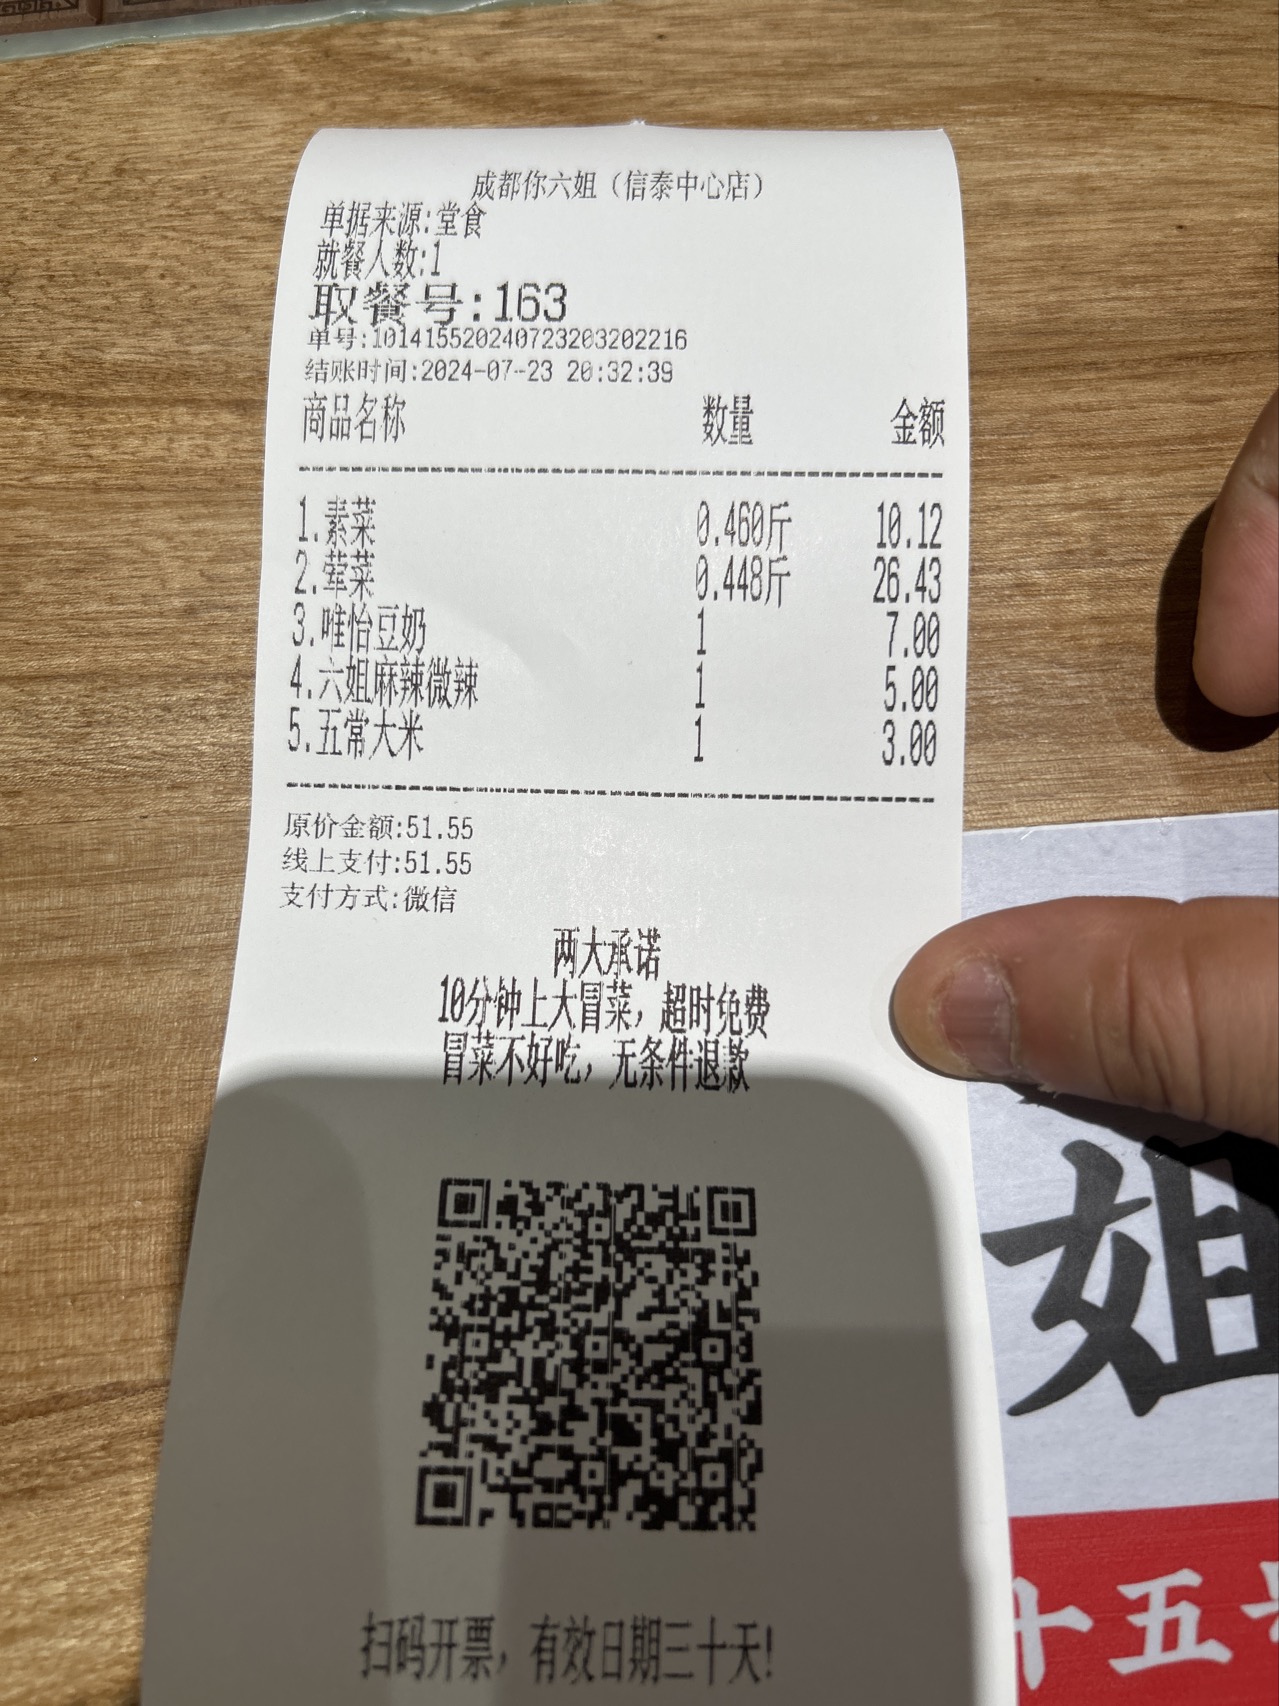 成都你六姐（信泰中心店）
单据来源:堂食
就餐人数:1
取餐号:163
单号:10141552024072320320​2216
结账时间:2024-07-23 20:32:39
商品名称 数量 金额
1.素菜 0.460斤 10.12
2.荤菜 0.448斤 26.43
3.唯怡豆奶 1 7.00
4.六姐麻辣微辣 1 5.00
5.五常大米 1 3.00
原价金额:51.55
线上支付:51.55
支付方式:微信
两大承诺
10分钟上大冒菜，超时免费
冒菜不好吃，无条件退款
扫码开票，有效日期三十天!
姐
十五